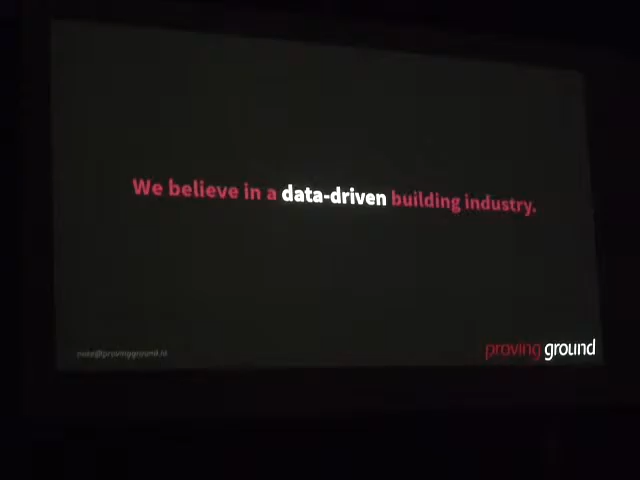 We believe in a data-driven building industry.
proving ground